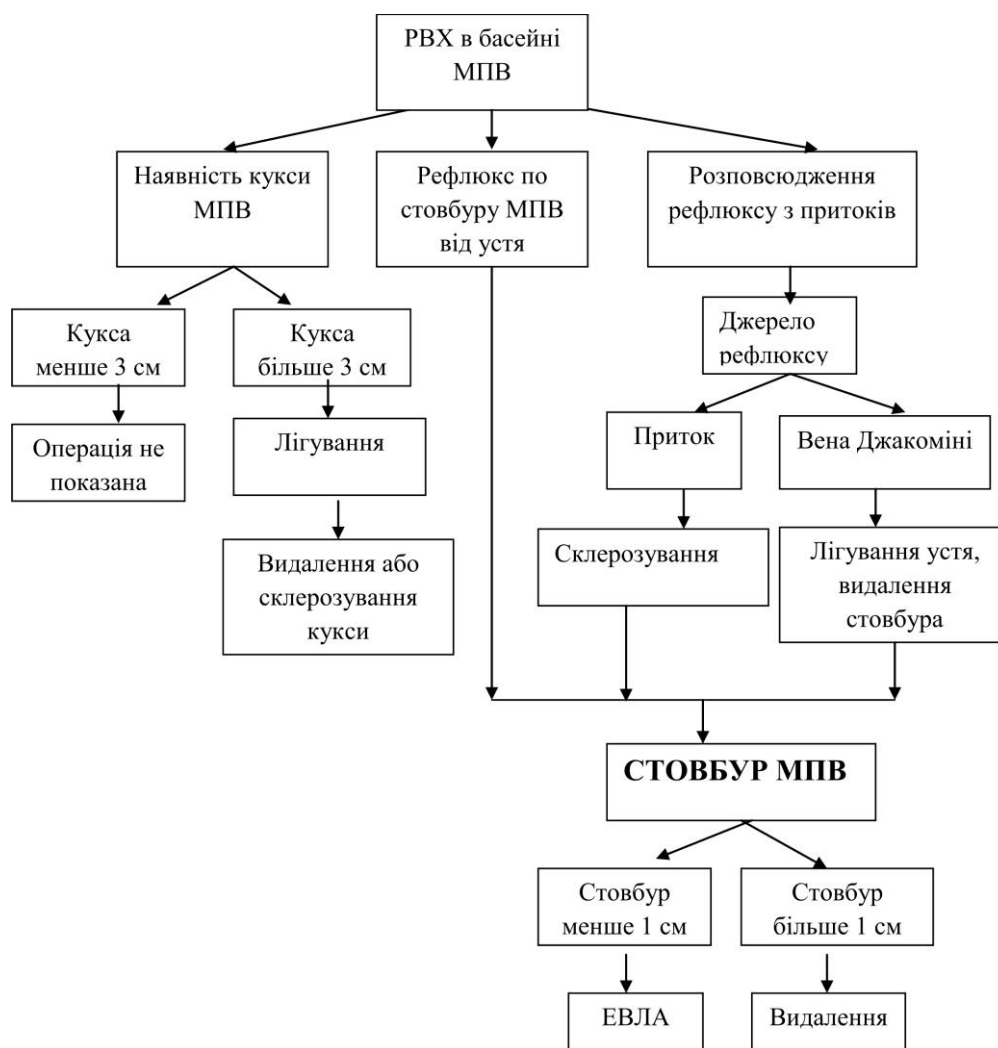 РВХ в басейні
МПВ
Наявність кукси
МПВ
Рефлюкс по
стовбуру МПВ
від устя
Розповсюдження
рефлюксу з притоків
Кукса
менше 3 см
Кукса
більше 3 см
Джерело
рефлюксу
Операція не
показана
Лігування
Приток
Вена Джакоміні
Видалення або
склерозування
кукси
Склерозування
Лігування устя,
видалення
стовбура
СТОВБУР МПВ
Стовбур
менше 1 см
Стовбур
більше 1 см
ЕВЛА
Видалення